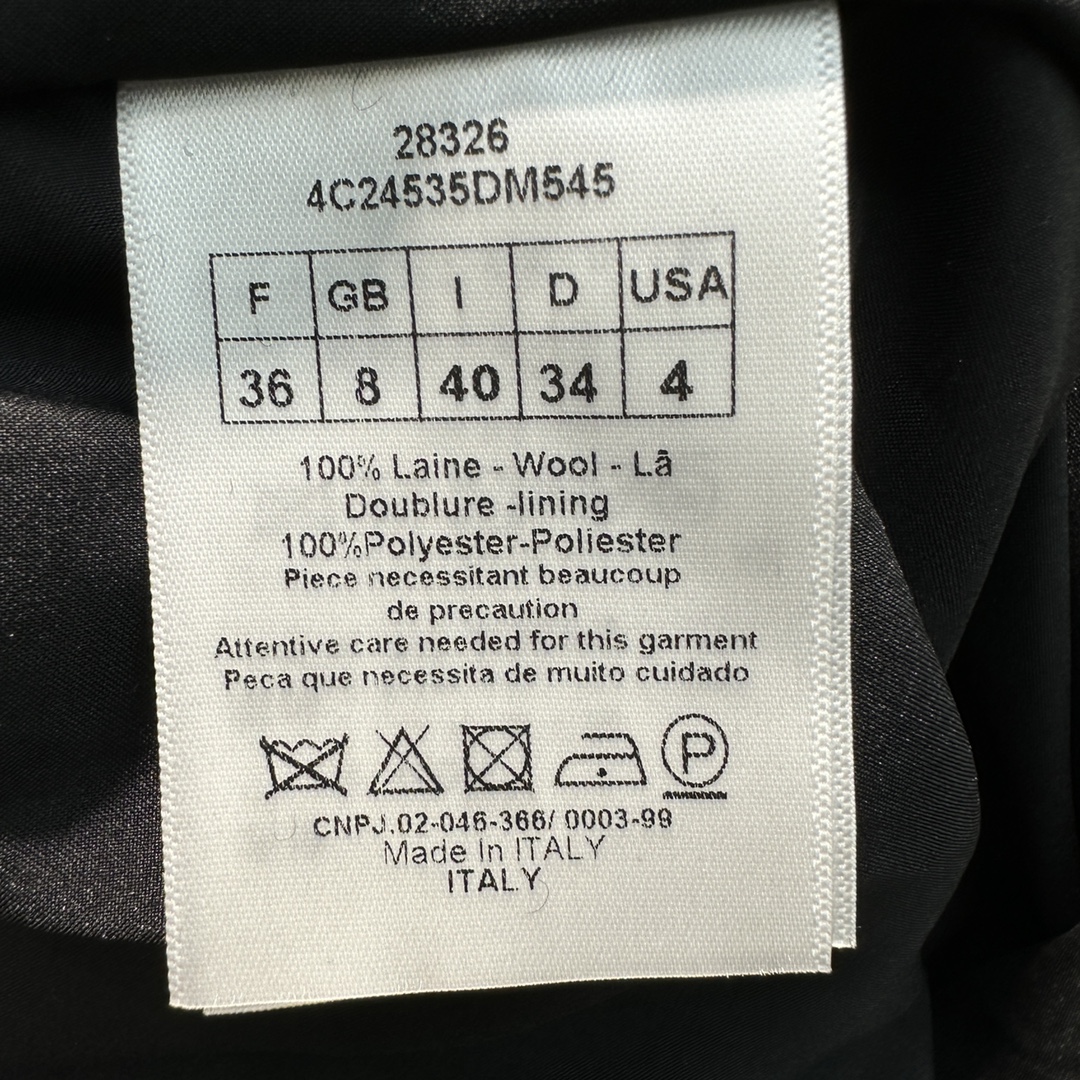 28326
4C24535DM545
F GB I D USA
36 8 40 34 4
100% Laine - Wool - Lã
Doublure -lining
100%Polyester-Poliester
Piece necessitant beaucoup
de precaution
Attentive care needed for this garment
Peca que necessita de muito cuidado
P
CNPJ.02-046-366/ 0003-99
Made In ITALY
ITALY